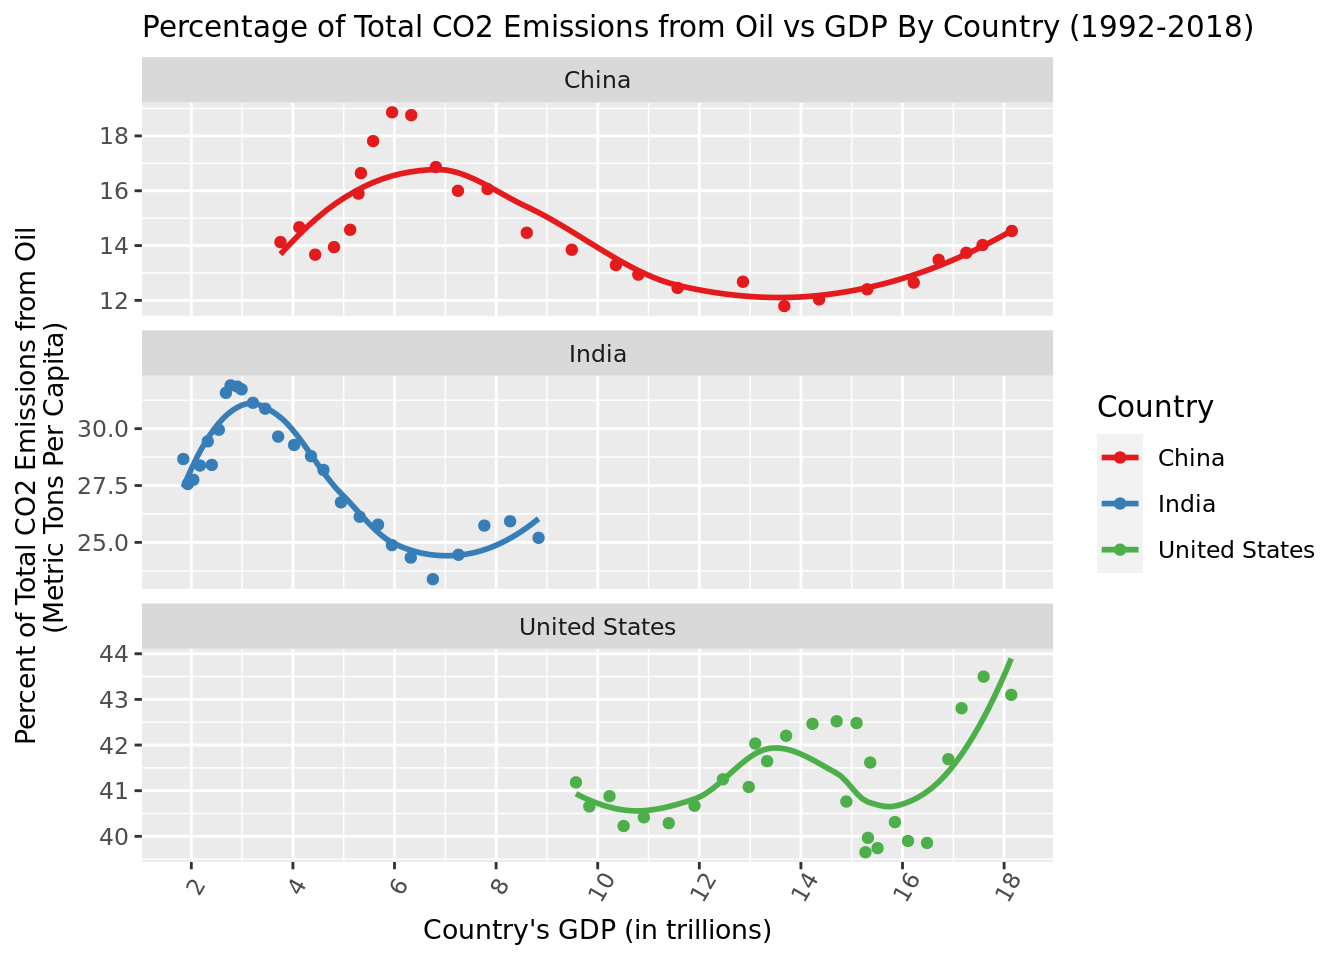 Percentage of Total CO2 Emissions from Oil vs GDP By Country (1992-2018)
China
18
16
14
12
India
30.0
27.5
25.0
United States
44
43
42
41
40
2
4
6
8
10
12
14
16
18
Country's GDP (in trillions)
Percent of Total CO2 Emissions from Oil
(Metric Tons Per Capita)
Country
China
India
United States